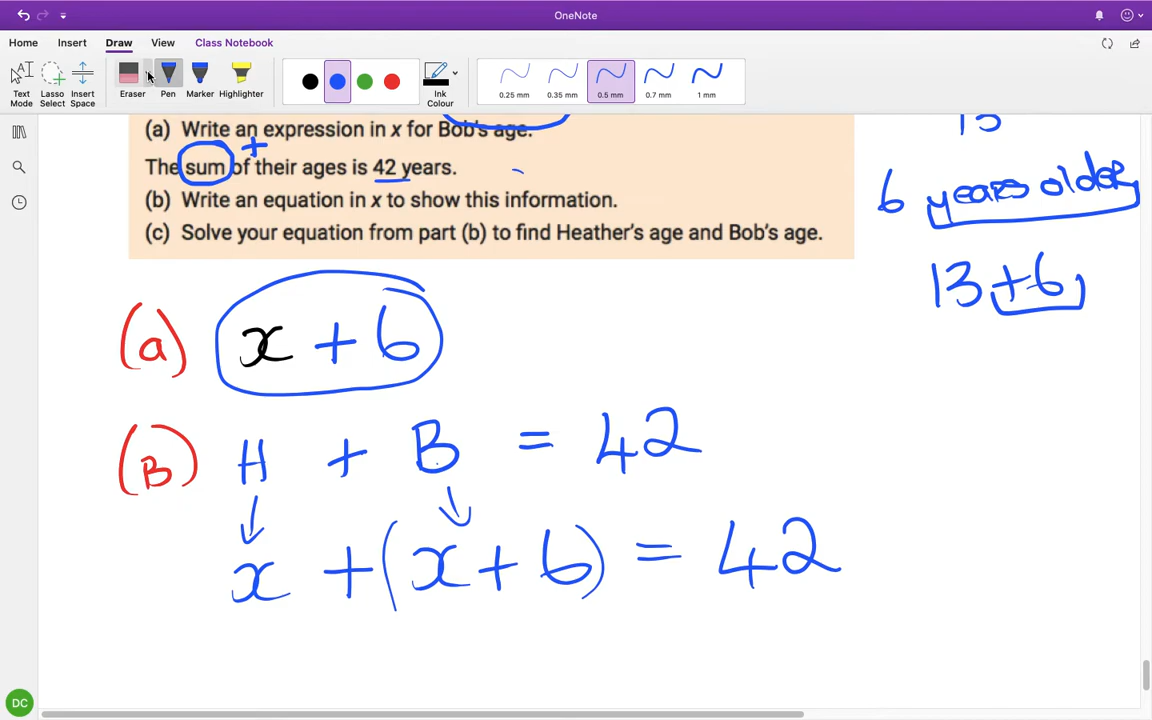 OneNote
Home Insert Draw View Class Notebook
Text Mode
Lasso Select
Insert Space
Eraser
Pen
Marker
Highlighter
Ink Colour
0.25 mm
0.35 mm
0.5 mm
0.7 mm
1 mm
(a) Write an expression in x for Bob's age.
+
The sum of their ages is 42 years.
(b) Write an equation in x to show this information.
(c) Solve your equation from part (b) to find Heather's age and Bob's age.
6 years older
13 +6
(a) x + 6
(B) H + B = 42
x + (x + 6) = 42
DC